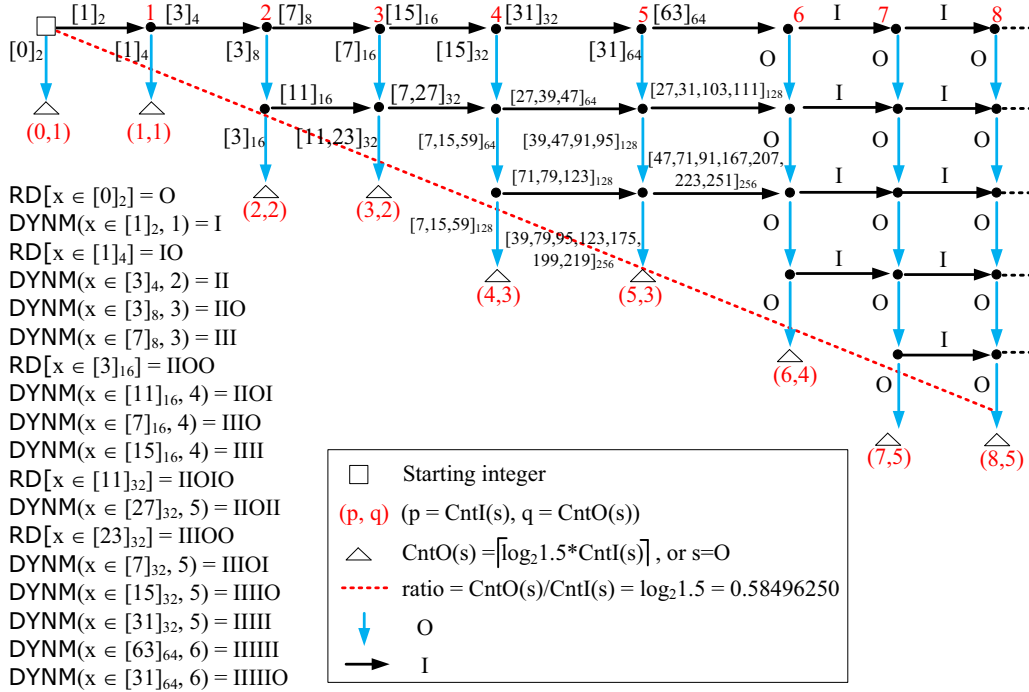 1 2 3 4 5 6 7 8
[1]₂ [3]₄ [7]₈ [15]₁₆ [31]₃₂ [63]₆₄ I I
[0]₂ [1]₄ [3]₈ [7]₁₆ [15]₃₂ [31]₆₄ O O O
[11]₁₆ [7,27]₃₂ [27,39,47]₆₄ [27,31,103,111]₁₂₈ I I
(0,1) (1,1) [3]₁₆ [11,23]₃₂ [7,15,59]₆₄ [39,47,91,95]₁₂₈ O O O
[71,79,123]₁₂₈ [47,71,91,167,207,
223,251]₂₅₆ I I
(2,2) (3,2) [7,15,59]₁₂₈ [39,79,95,123,175,
199,219]₂₅₆ O O O
I I
(4,3) (5,3) O O O
I
(6,4) O O
(7,5) (8,5)
RD[x ∈ [0]₂] = O
DYNM(x ∈ [1]₂, 1) = I
RD[x ∈ [1]₄] = IO
DYNM(x ∈ [3]₄, 2) = II
DYNM(x ∈ [3]₈, 3) = IIO
DYNM(x ∈ [7]₈, 3) = III
RD[x ∈ [3]₁₆] = IIOO
DYNM(x ∈ [11]₁₆, 4) = IIOI
DYNM(x ∈ [7]₁₆, 4) = IIIO
DYNM(x ∈ [15]₁₆, 4) = IIII
RD[x ∈ [11]₃₂] = IIOIO
DYNM(x ∈ [27]₃₂, 5) = IIOII
RD[x ∈ [23]₃₂] = IIIOO
DYNM(x ∈ [7]₃₂, 5) = IIIOI
DYNM(x ∈ [15]₃₂, 5) = IIIIO
DYNM(x ∈ [31]₃₂, 5) = IIIII
DYNM(x ∈ [63]₆₄, 6) = IIIIII
DYNM(x ∈ [31]₆₄, 6) = IIIIIO
Starting integer
(p, q) (p = CntI(s), q = CntO(s))
CntO(s) =⌈log₂1.5*CntI(s)⌉ , or s=O
ratio = CntO(s)/CntI(s) = log₂1.5 = 0.58496250
O
I